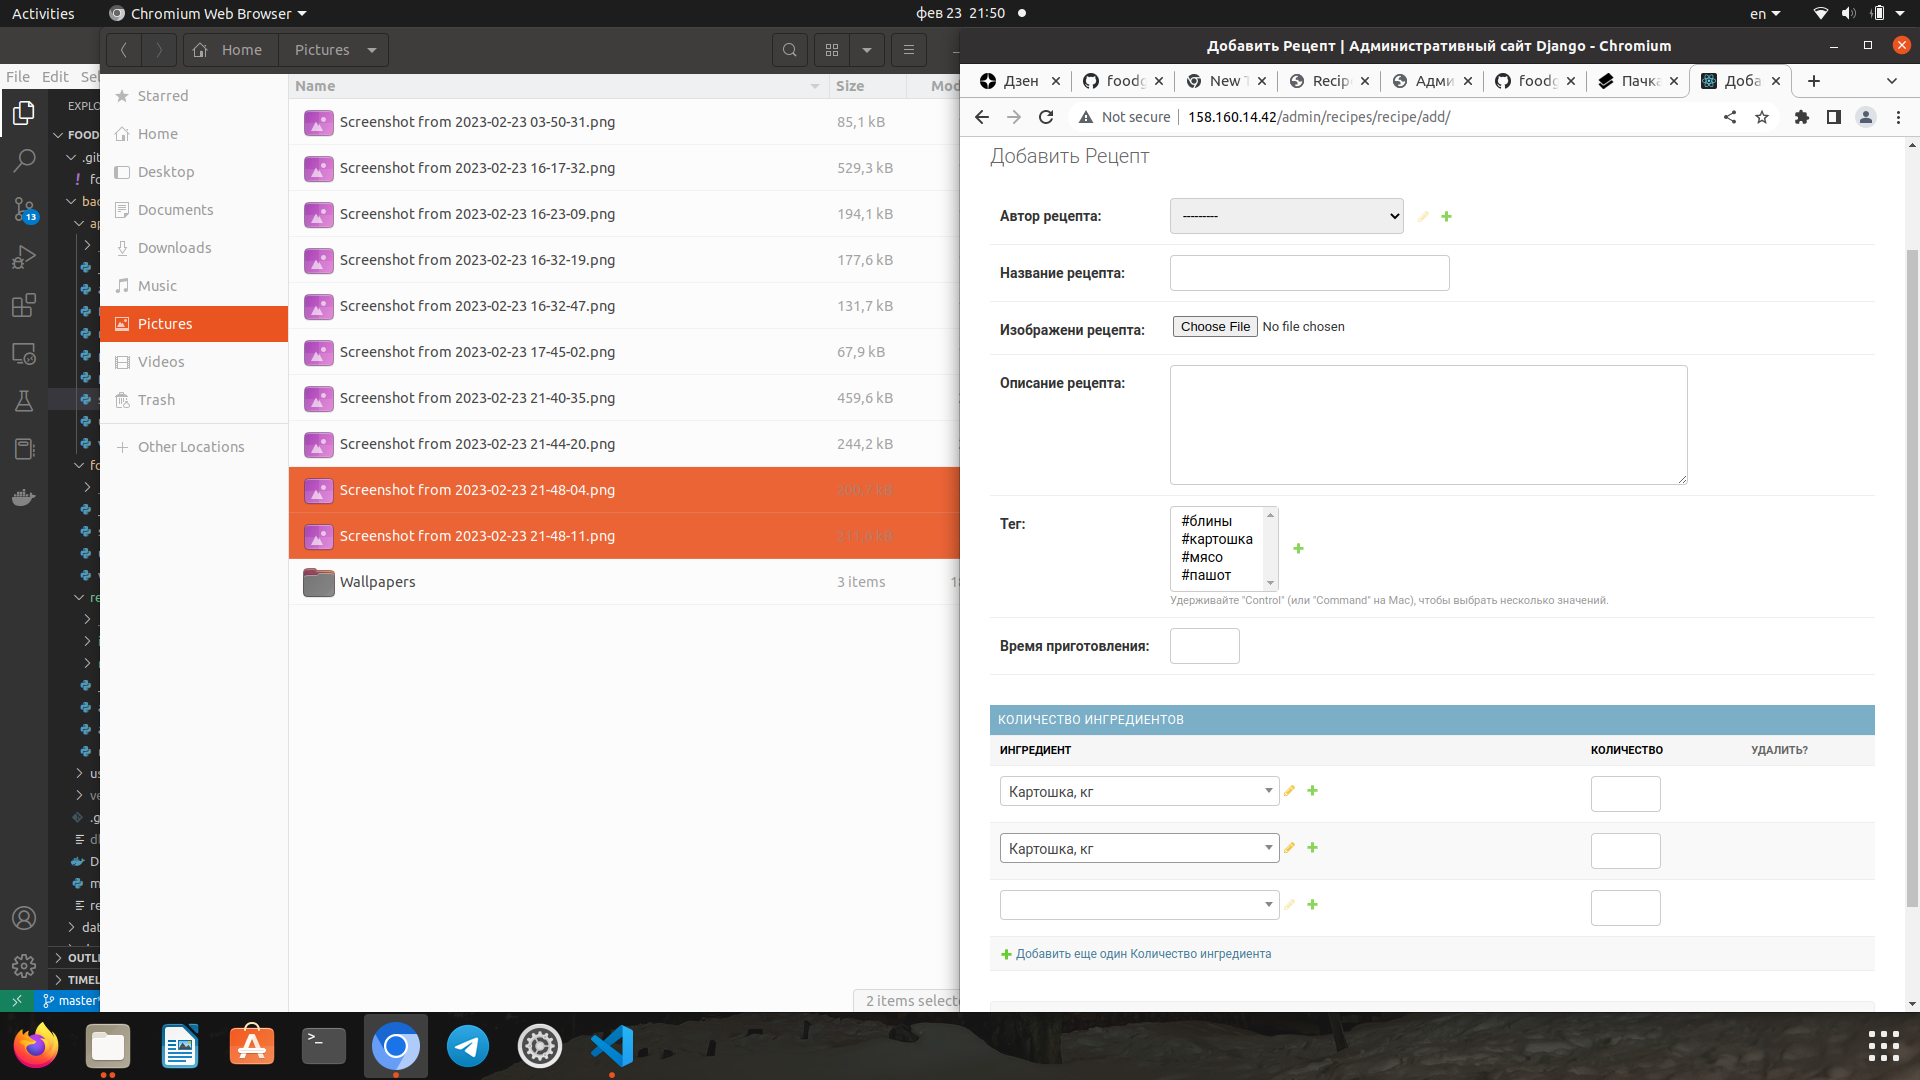 Activities
Chromium Web Browser
фев 23 21:50
en
Home
Pictures
Добавить Рецепт | Административный сайт Django - Chromium
File Edit
Дзен
New
Пачка
Not secure
158.160.14.42/admin/recipes/recipe/add/
Name
Size
Starred
Home
Desktop
Documents
Downloads
Music
Pictures
Videos
Trash
Other Locations
Screenshot from 2023-02-23 03-50-31.png 85,1 kB
Screenshot from 2023-02-23 16-17-32.png 529,3 kB
Screenshot from 2023-02-23 16-23-09.png 194,1 kB
Screenshot from 2023-02-23 16-32-19.png 177,6 kB
Screenshot from 2023-02-23 16-32-47.png 131,7 kB
Screenshot from 2023-02-23 17-45-02.png 67,9 kB
Screenshot from 2023-02-23 21-40-35.png 459,6 kB
Screenshot from 2023-02-23 21-44-20.png 244,2 kB
Screenshot from 2023-02-23 21-48-04.png
Screenshot from 2023-02-23 21-48-11.png
Wallpapers 3 items
2 items select
13
master
Добавить Рецепт
Автор рецепта:
---------
Название рецепта:
Изображени рецепта:
Choose File No file chosen
Описание рецепта:
Тег:
#блины
#картошка
#мясо
#пашот
Удерживайте "Control" (или "Command" на Mac), чтобы выбрать несколько значений.
Время приготовления:
КОЛИЧЕСТВО ИНГРЕДИЕНТОВ
ИНГРЕДИЕНТ КОЛИЧЕСТВО УДАЛИТЬ?
Картошка, кг
Картошка, кг
Добавить еще один Количество ингредиента